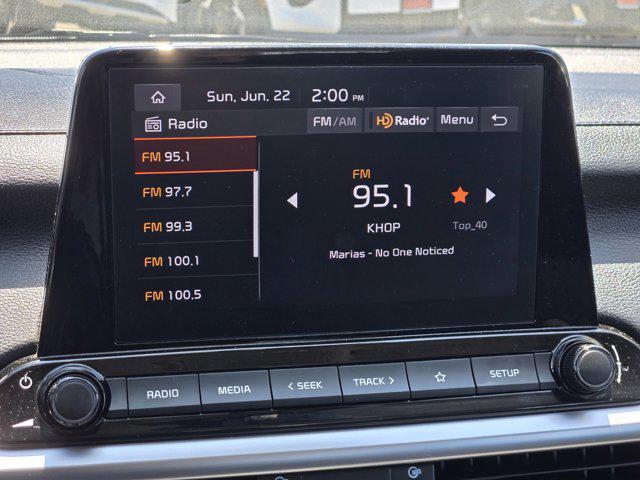 Sun, Jun. 22 2:00 PM
Radio FM/AM HD Radio Menu
FM 95.1
FM 97.7
FM 99.3
FM 100.1
FM 100.5
FM
95.1
KHOP Top_40
Marias - No One Noticed
RADIO MEDIA < SEEK TRACK > SETUP